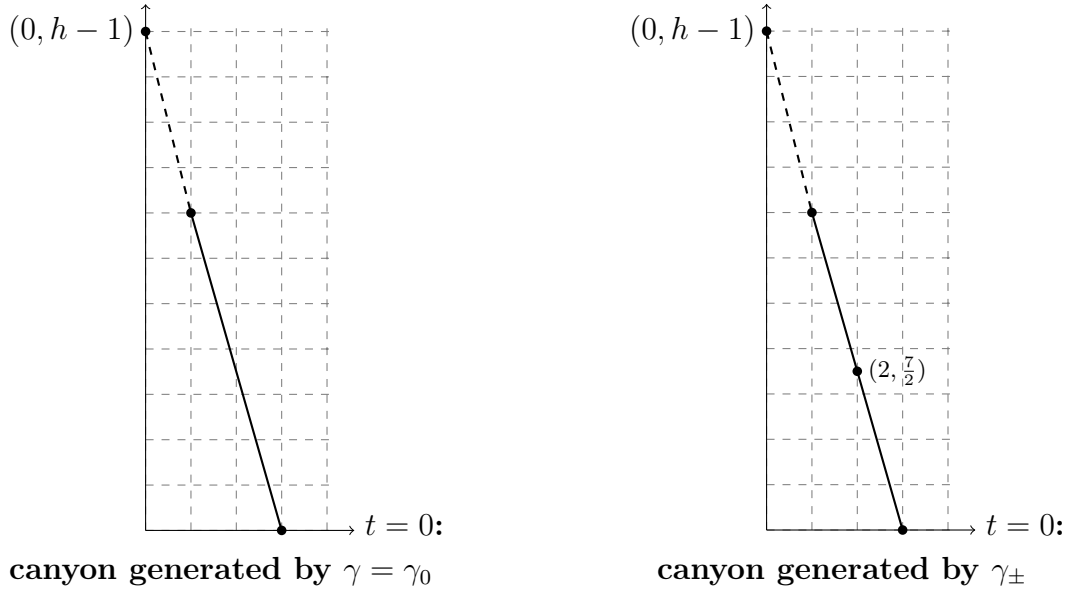 (0, h − 1)
(0, h − 1)
(2, 7/2)
t = 0:
t = 0:
canyon generated by γ = γ₀
canyon generated by γ±